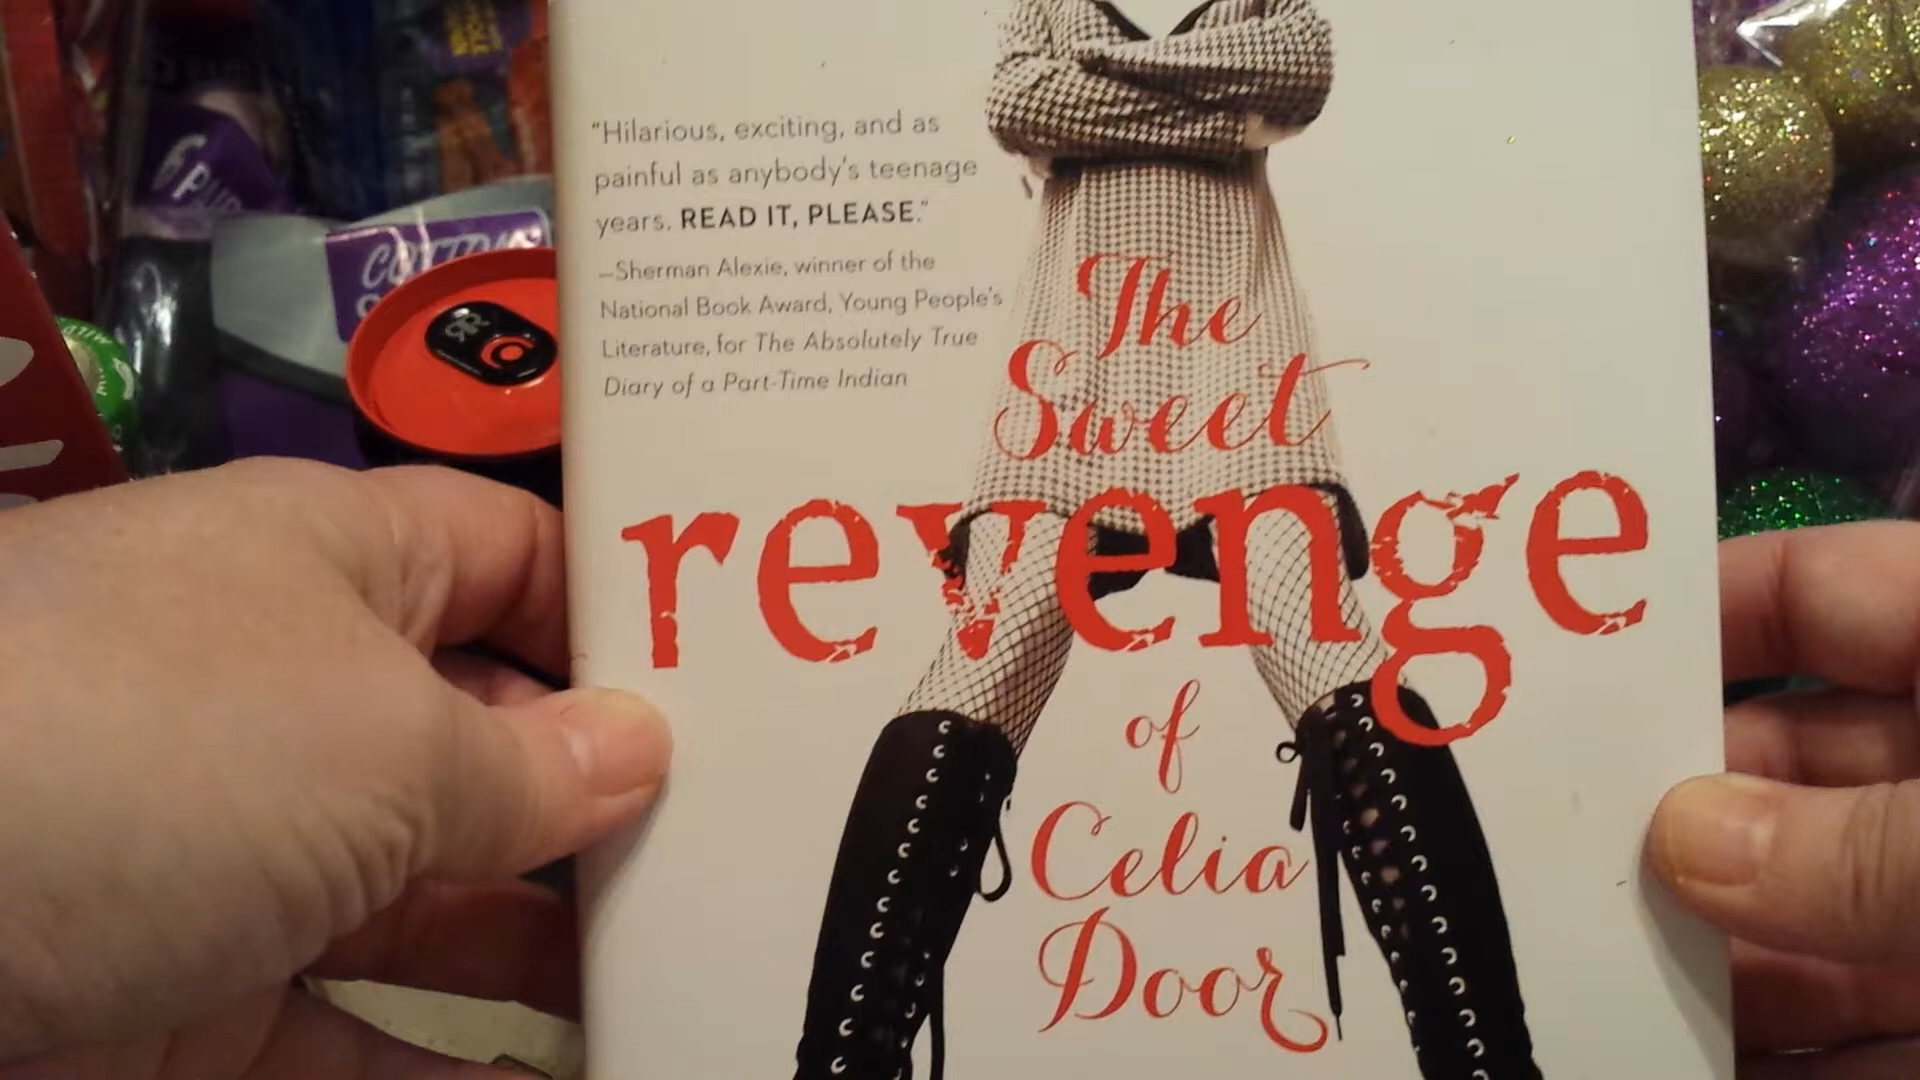 "Hilarious, exciting, and as
painful as anybody's teenage
years. READ IT, PLEASE."
—Sherman Alexie, winner of the
National Book Award, Young People's
Literature, for The Absolutely True
Diary of a Part-Time Indian
The
Sweet
revenge
of
Celia
Door